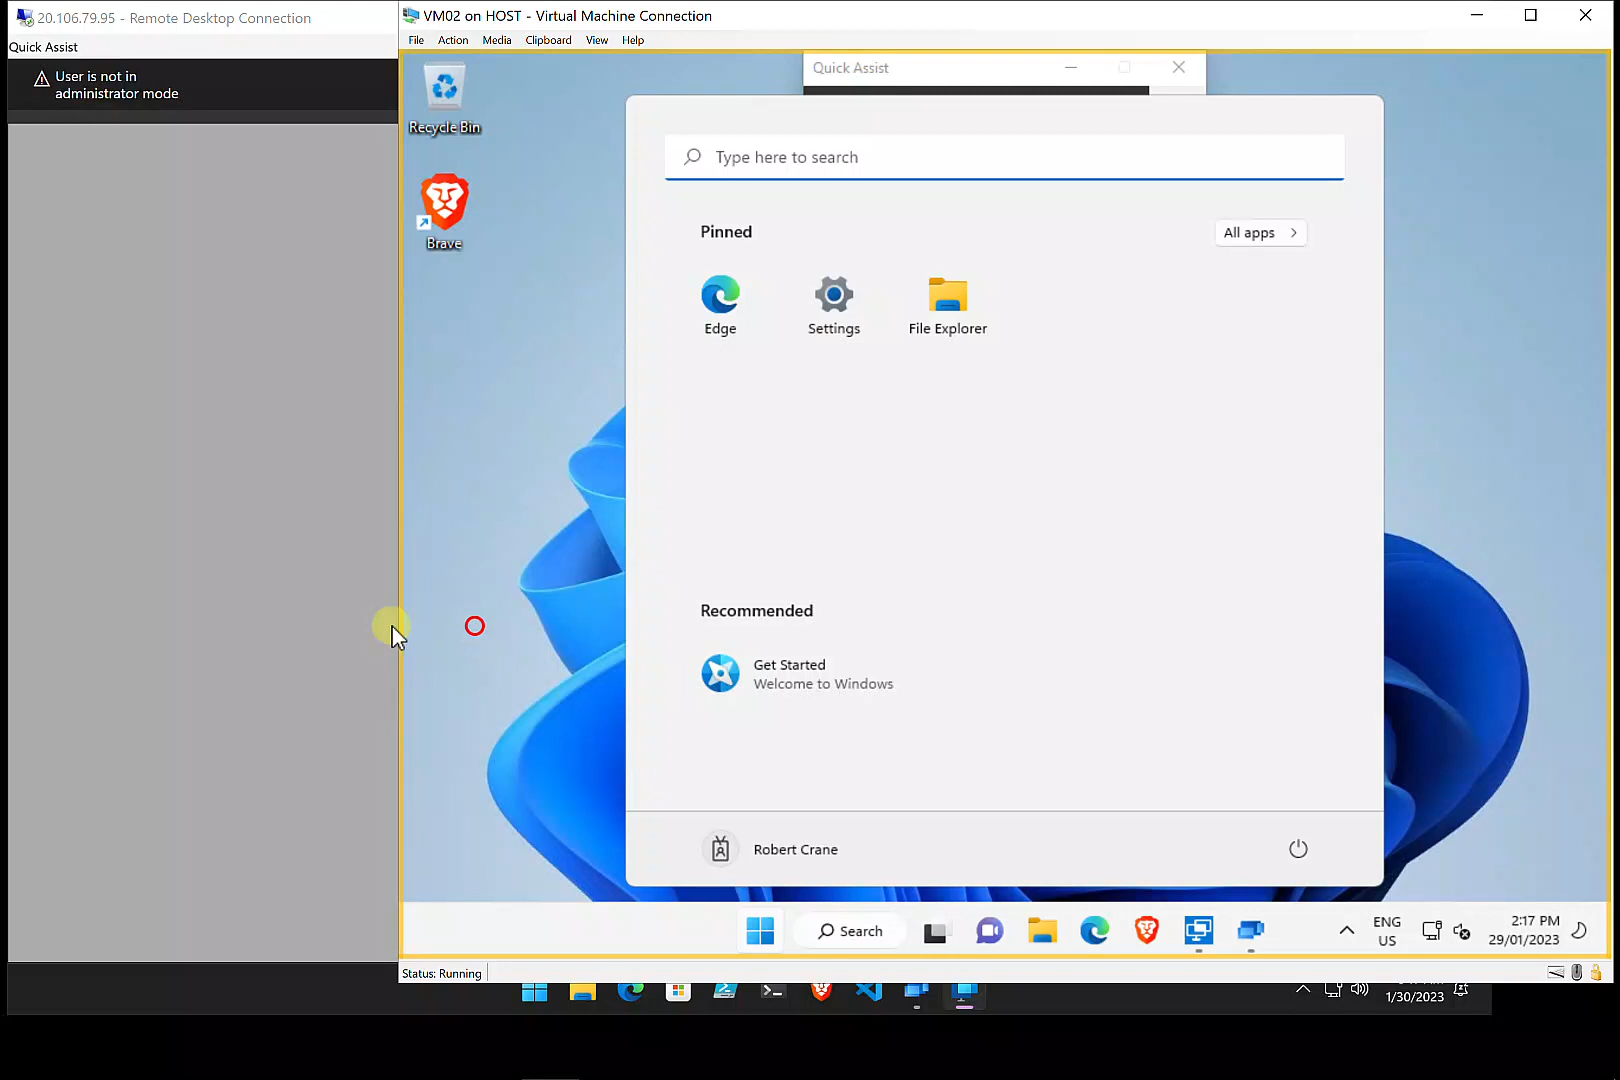 20.106.79.95 - Remote Desktop Connection
Quick Assist
User is not in
administrator mode
VM02 on HOST - Virtual Machine Connection
File Action Media Clipboard View Help
Recycle Bin
Brave
Quick Assist
Type here to search
Pinned
All apps
Edge
Settings
File Explorer
Recommended
Get Started
Welcome to Windows
Robert Crane
Search
ENG
US
2:17 PM
29/01/2023
Status: Running
1/30/2023